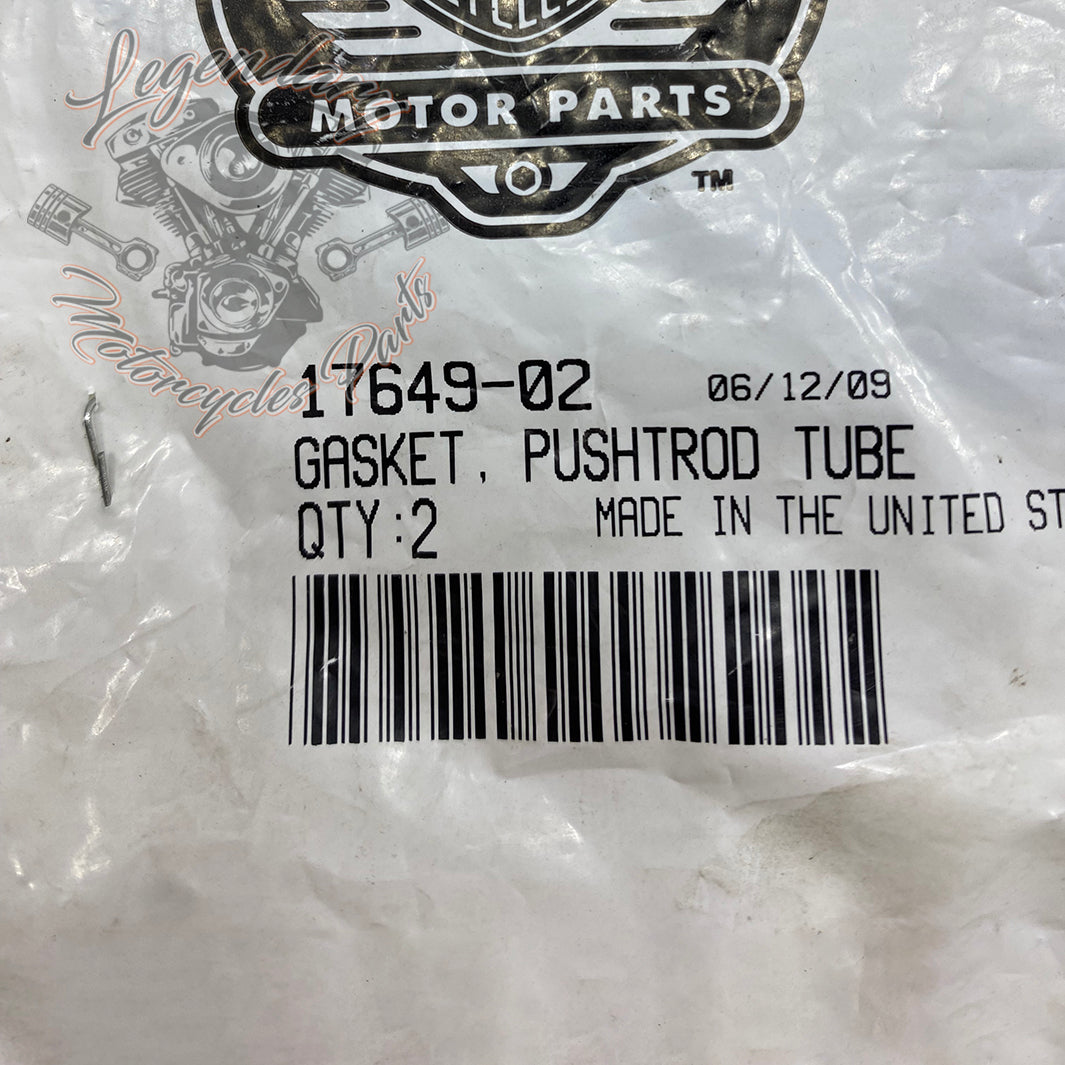 Legendary
MOTOR PARTS
TM
Motorcycles Parts
17649-02 06/12/09
GASKET, PUSHTROD TUBE
QTY:2 MADE IN THE UNITED ST